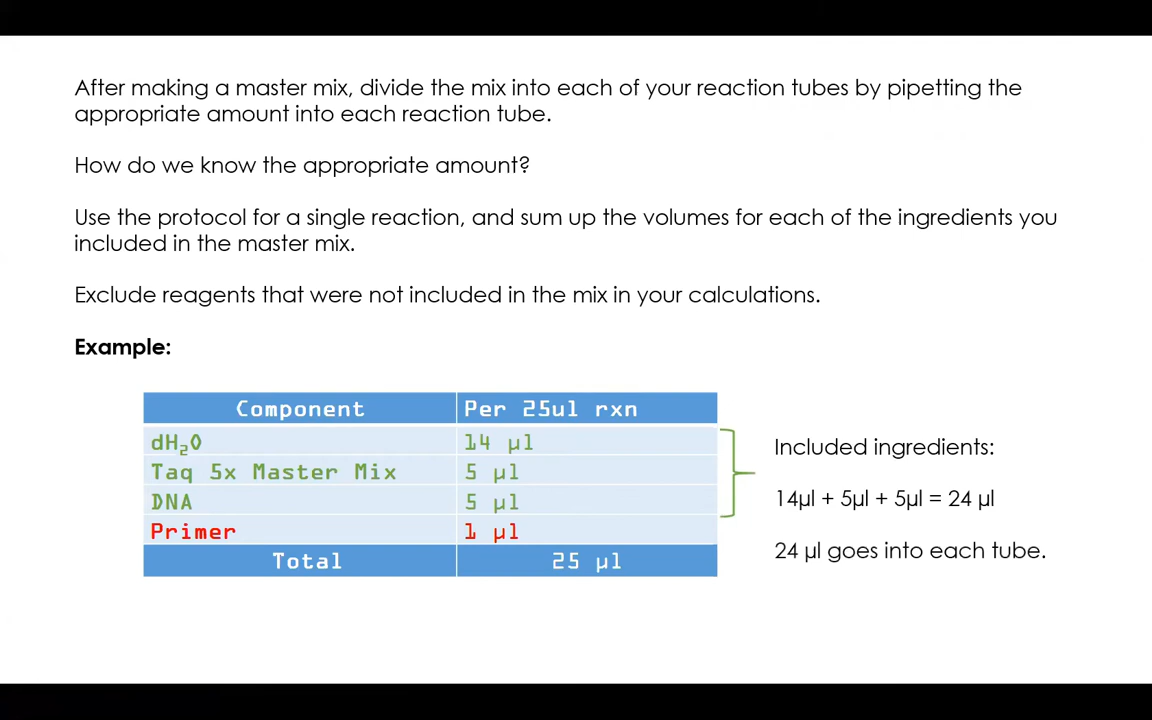 After making a master mix, divide the mix into each of your reaction tubes by pipetting the
appropriate amount into each reaction tube.
How do we know the appropriate amount?
Use the protocol for a single reaction, and sum up the volumes for each of the ingredients you
included in the master mix.
Exclude reagents that were not included in the mix in your calculations.
Example:
Component Per 25ul rxn
dH₂O 14 µl
Taq 5x Master Mix 5 µl
DNA 5 µl
Primer 1 µl
Total 25 µl
Included ingredients:
14µl + 5µl + 5µl = 24 µl
24 µl goes into each tube.